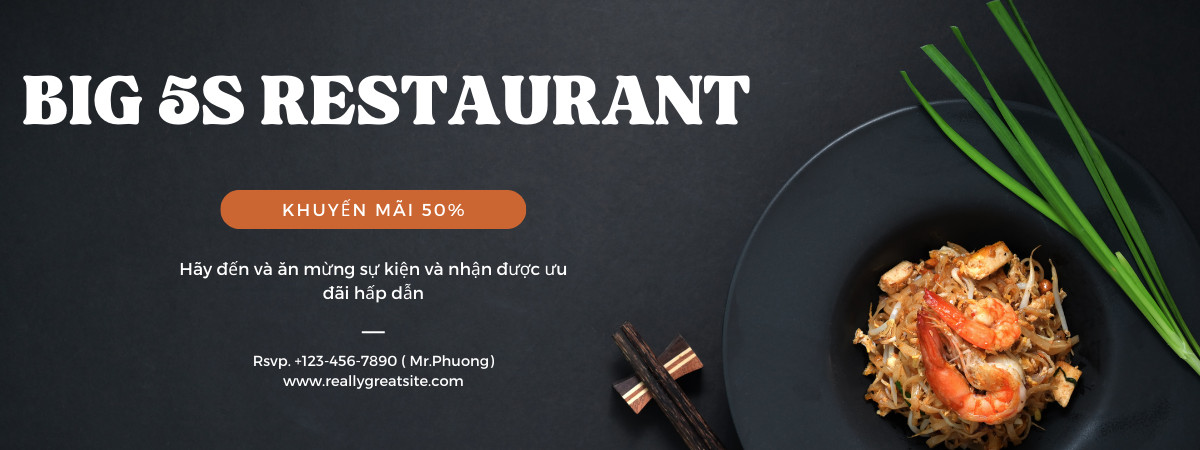 BIG 5S RESTAURANT
KHUYẾN MÃI 50%
Hãy đến và ăn mừng sự kiện và nhận được ưu
đãi hấp dẫn
Rsvp. +123-456-7890 ( Mr.Phuong)
www.reallygreatsite.com